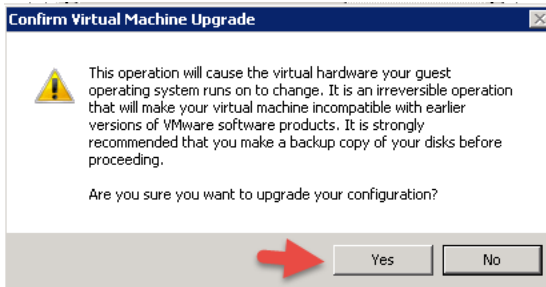 Confirm Virtual Machine Upgrade
This operation will cause the virtual hardware your guest
operating system runs on to change. It is an irreversible operation
that will make your virtual machine incompatible with earlier
versions of VMware software products. It is strongly
recommended that you make a backup copy of your disks before
proceeding.
Are you sure you want to upgrade your configuration?
Yes
No